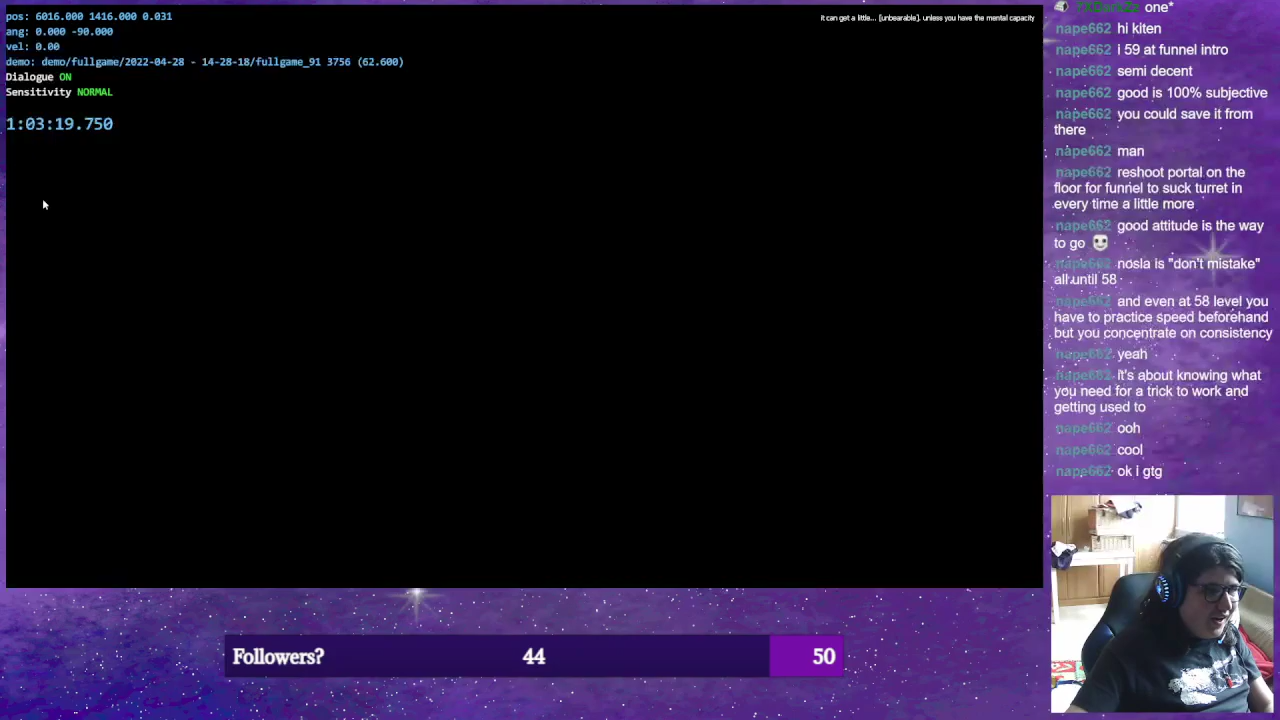 pos: 6016.000 1416.000 0.031
ang: 0.000 -90.000
vel: 0.00
demo: demo/fullgame/2022-04-28 - 14-28-18/fullgame_91 3756 (62.600)
Dialogue ON
Sensitivity NORMAL
1:03:19.750
it can get a little... [unbearable]. unless you have the mental capacity
one*
nape662 hi kiten
nape662 i 59 at funnel intro
nape662 semi decent
nape662 good is 100% subjective
nape662 you could save it from
there
nape662 man
nape662 reshoot portal on the
floor for funnel to suck turret in
every time a little more
nape662 good attitude is the way
to go
nape662 nosla is "don't mistake"
all until 58
nape662 and even at 58 level you
have to practice speed beforehand
but you concentrate on consistency
nape662 yeah
nape662 it's about knowing what
you need for a trick to work and
getting used to
nape662 ooh
nape662 cool
nape662 ok i gtg
Followers? 44 50